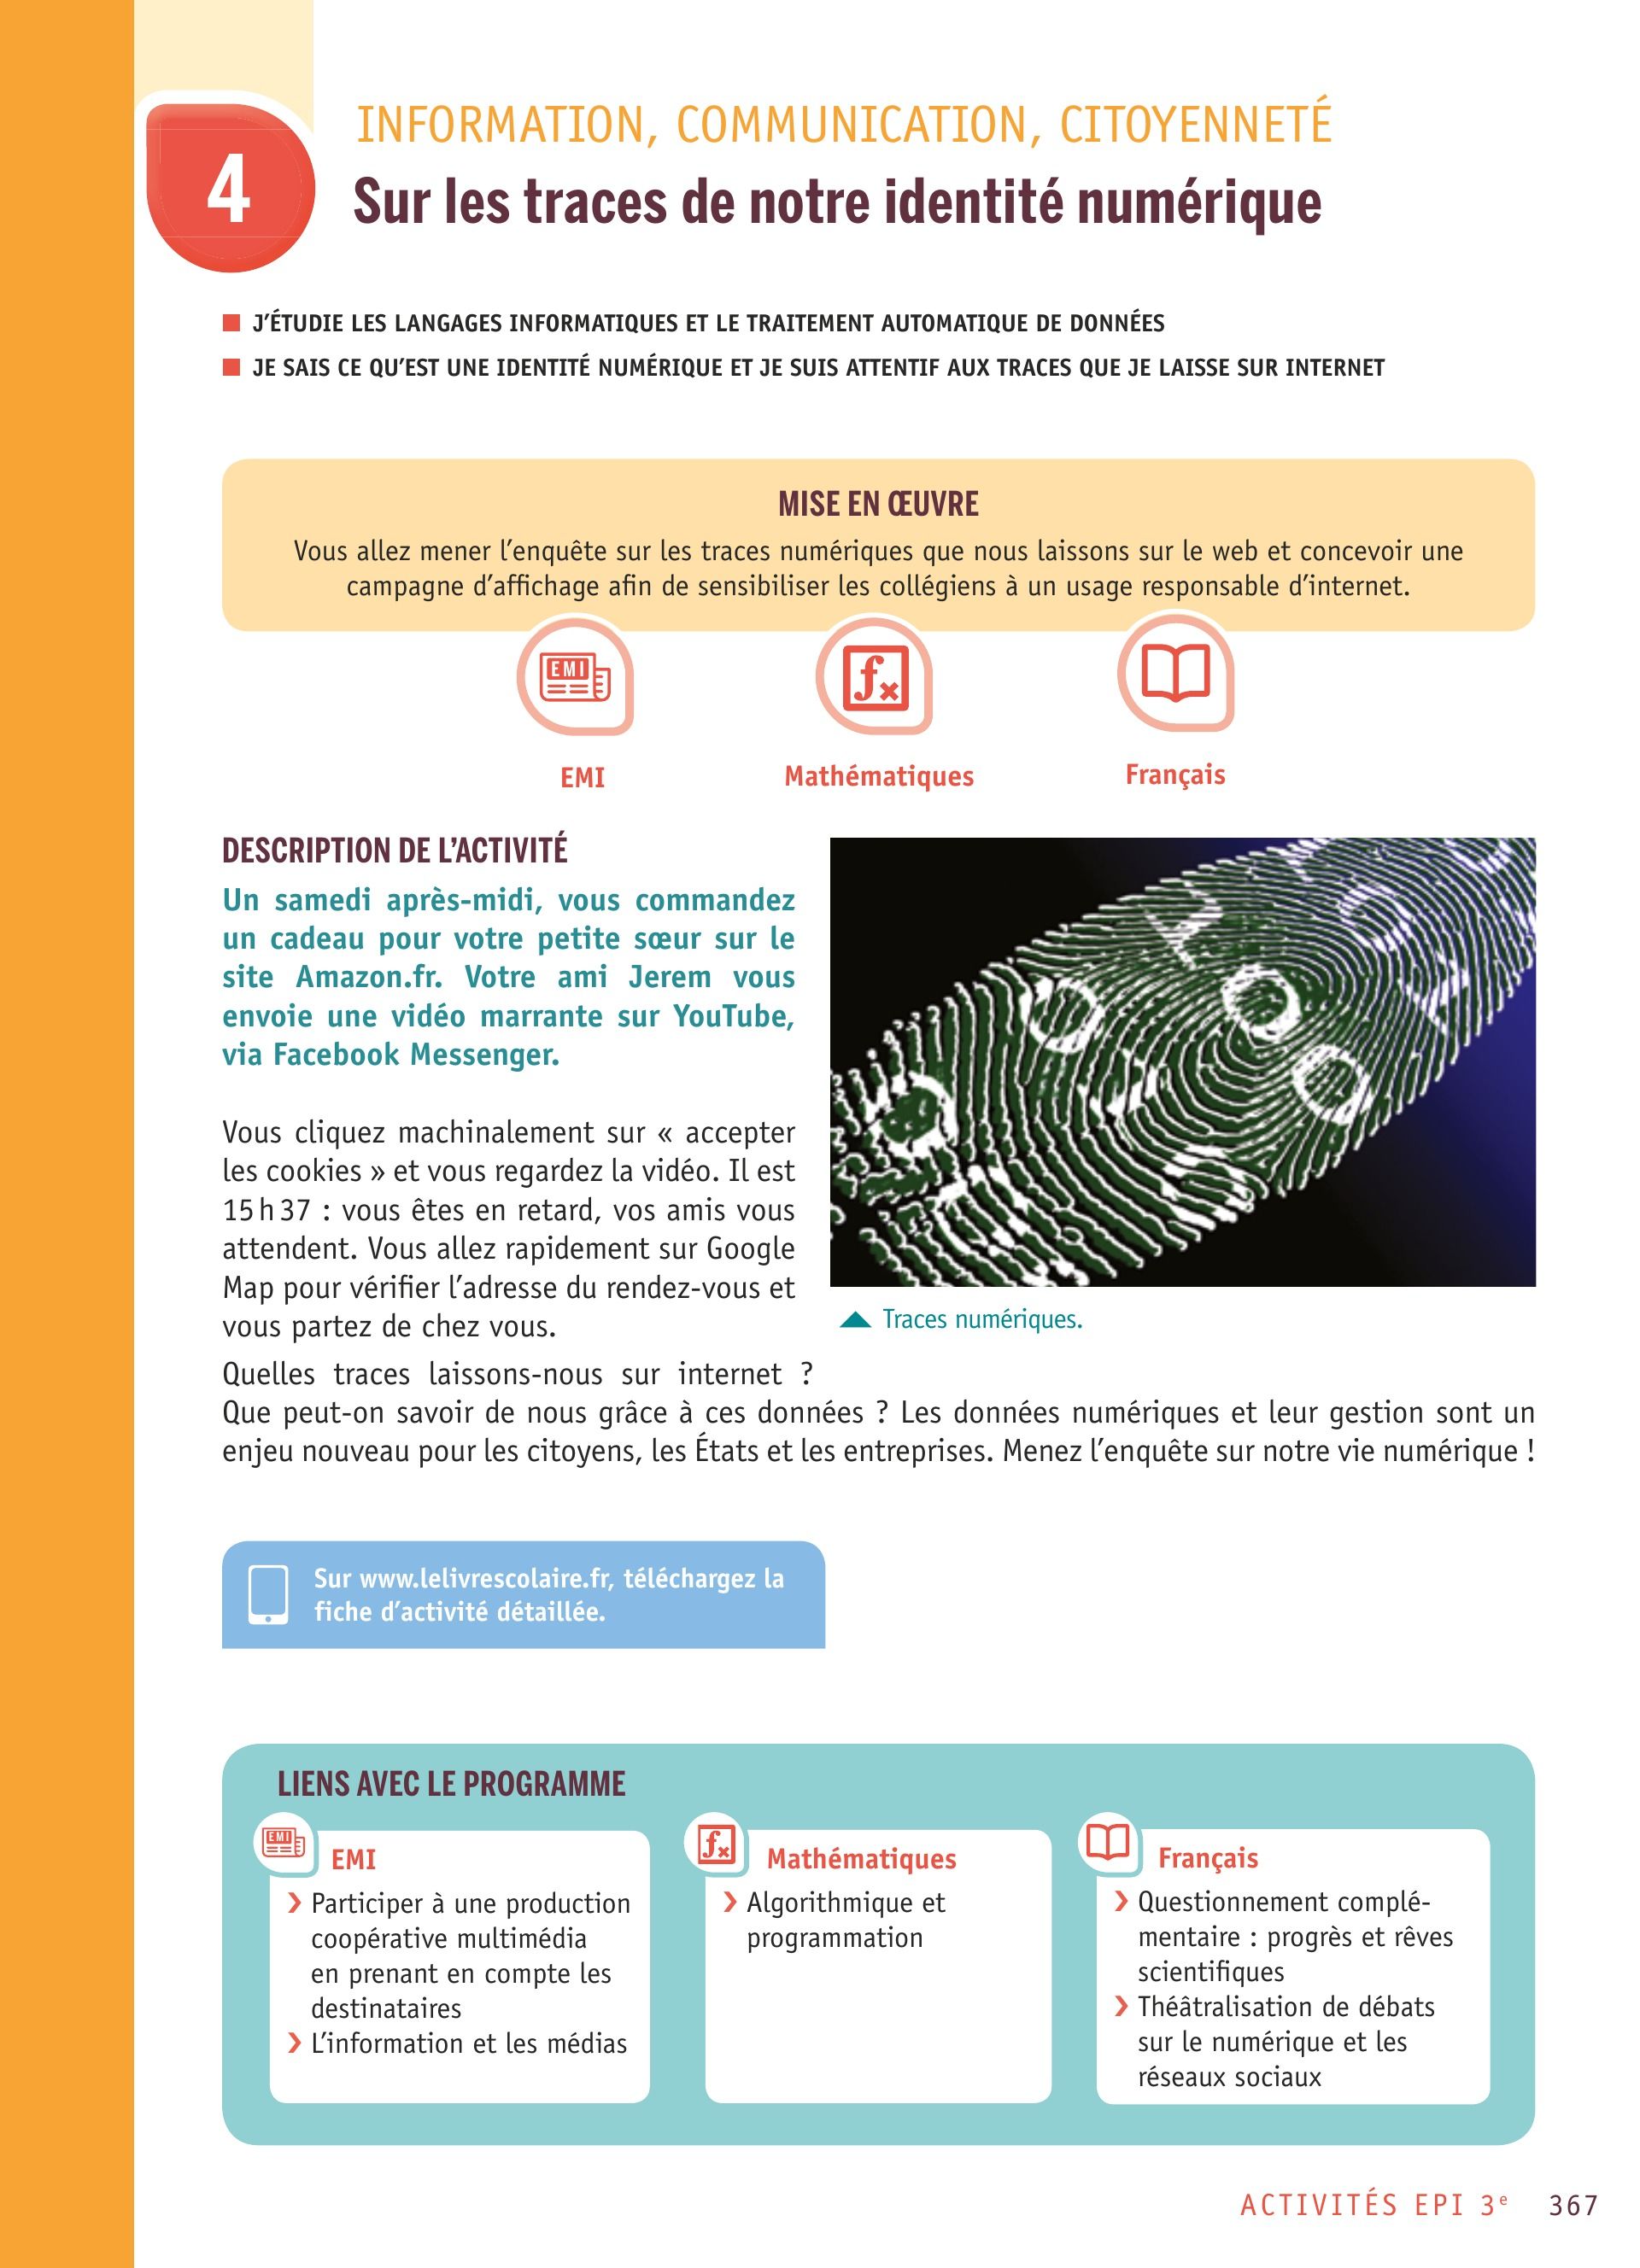 4
INFORMATION, COMMUNICATION, CITOYENNETÉ
Sur les traces de notre identité numérique
J’ÉTUDIE LES LANGAGES INFORMATIQUES ET LE TRAITEMENT AUTOMATIQUE DE DONNÉES
JE SAIS CE QU’EST UNE IDENTITÉ NUMÉRIQUE ET JE SUIS ATTENTIF AUX TRACES QUE JE LAISSE SUR INTERNET
MISE EN ŒUVRE
Vous allez mener l’enquête sur les traces numériques que nous laissons sur le web et concevoir une
campagne d’affichage afin de sensibiliser les collégiens à un usage responsable d’internet.
EMI
fx
EMI
Mathématiques
Français
DESCRIPTION DE L’ACTIVITÉ
Un samedi après-midi, vous commandez
un cadeau pour votre petite sœur sur le
site Amazon.fr. Votre ami Jerem vous
envoie une vidéo marrante sur YouTube,
via Facebook Messenger.
Vous cliquez machinalement sur « accepter
les cookies » et vous regardez la vidéo. Il est
15 h 37 : vous êtes en retard, vos amis vous
attendent. Vous allez rapidement sur Google
Map pour vérifier l’adresse du rendez-vous et
vous partez de chez vous.
Traces numériques.
Quelles traces laissons-nous sur internet ?
Que peut-on savoir de nous grâce à ces données ? Les données numériques et leur gestion sont un
enjeu nouveau pour les citoyens, les États et les entreprises. Menez l’enquête sur notre vie numérique !
Sur www.lelivrescolaire.fr, téléchargez la
fiche d’activité détaillée.
LIENS AVEC LE PROGRAMME
EMI
EMI
Participer à une production
coopérative multimédia
en prenant en compte les
destinataires
L’information et les médias
fx
Mathématiques
Algorithmique et
programmation
Français
Questionnement complé-
mentaire : progrès et rêves
scientifiques
Théâtralisation de débats
sur le numérique et les
réseaux sociaux
ACTIVITÉS EPI 3e 367